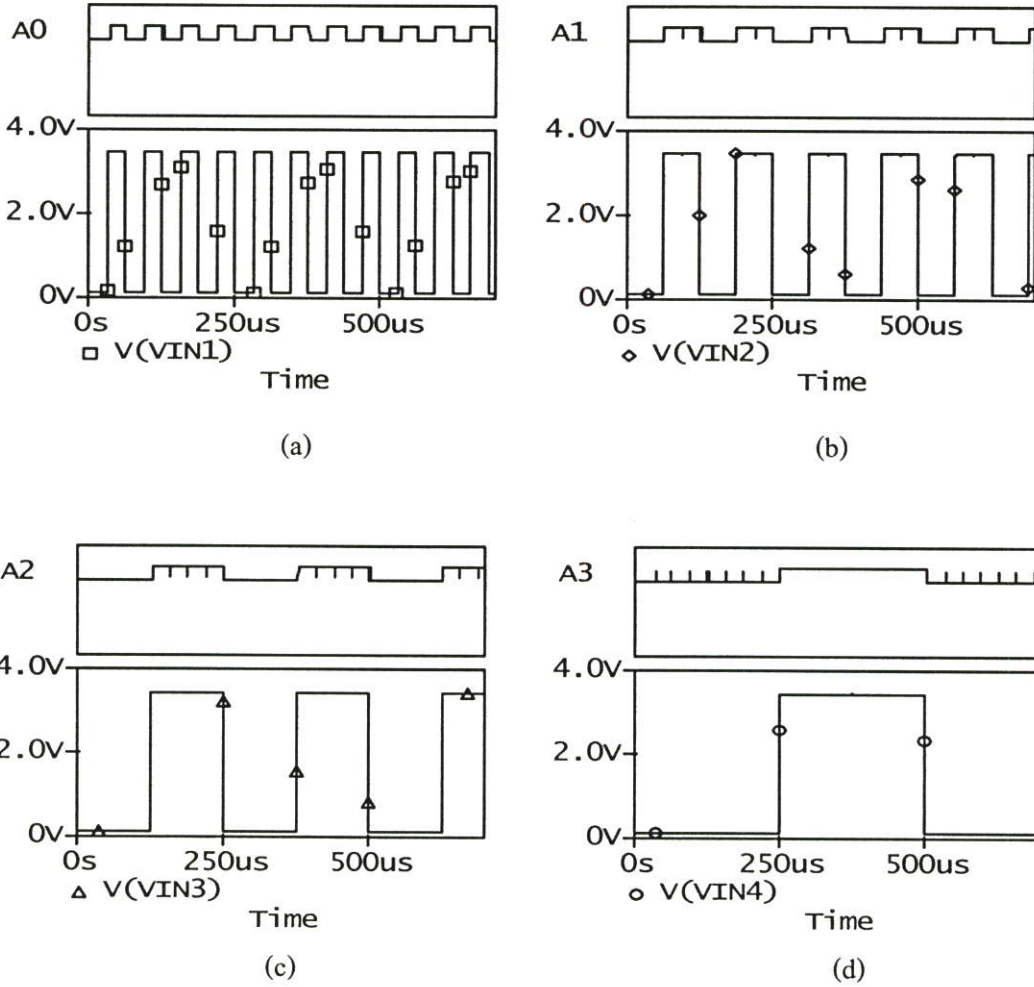 A0
4.0V
2.0V
0V
0s 250us 500us
V(VIN1)
Time
(a)
A1
4.0V
2.0V
0V
0s 250us 500us
V(VIN2)
Time
(b)
A2
4.0V
2.0V
0V
0s 250us 500us
V(VIN3)
Time
(c)
A3
4.0V
2.0V
0V
0s 250us 500us
V(VIN4)
Time
(d)